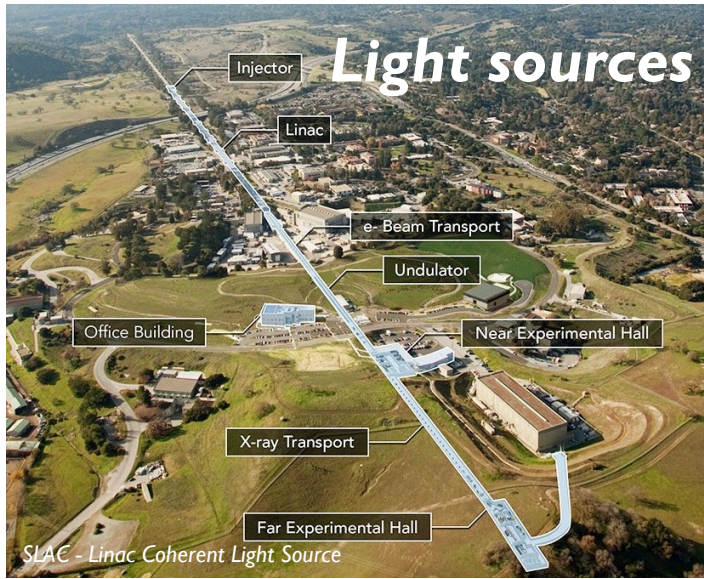 Light sources
Injector
Linac
e- Beam Transport
Undulator
Office Building
Near Experimental Hall
X-ray Transport
Far Experimental Hall
SLAC - Linac Coherent Light Source